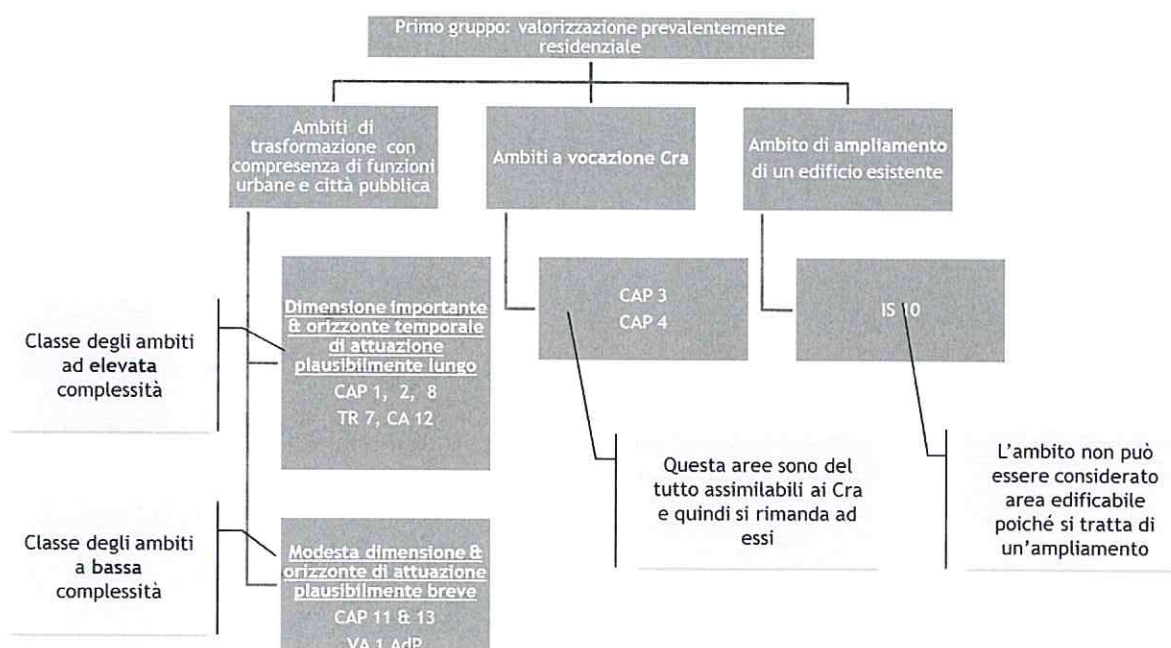 Primo gruppo: valorizzazione prevalentemente
residenziale
Ambiti di
trasformazione con
compresenza di funzioni
urbane e città pubblica
Ambiti a vocazione Cra
Ambito di ampliamento
di un edificio esistente
Classe degli ambiti
ad elevata
complessità
Dimensione importante
& orizzonte temporale
di attuazione
plausibilmente lungo
CAP 1, 2, 8
TR 7, CA 12
CAP 3
CAP 4
IS 10
Questa aree sono del
tutto assimilabili ai Cra
e quindi si rimanda ad
essi
L'ambito non può
essere considerato
area edificabile
poiché si tratta di
un'ampliamento
Classe degli ambiti
a bassa
complessità
Modesta dimensione &
orizzonte di attuazione
plausibilmente breve
CAP 11 & 13
VA 1 AdP